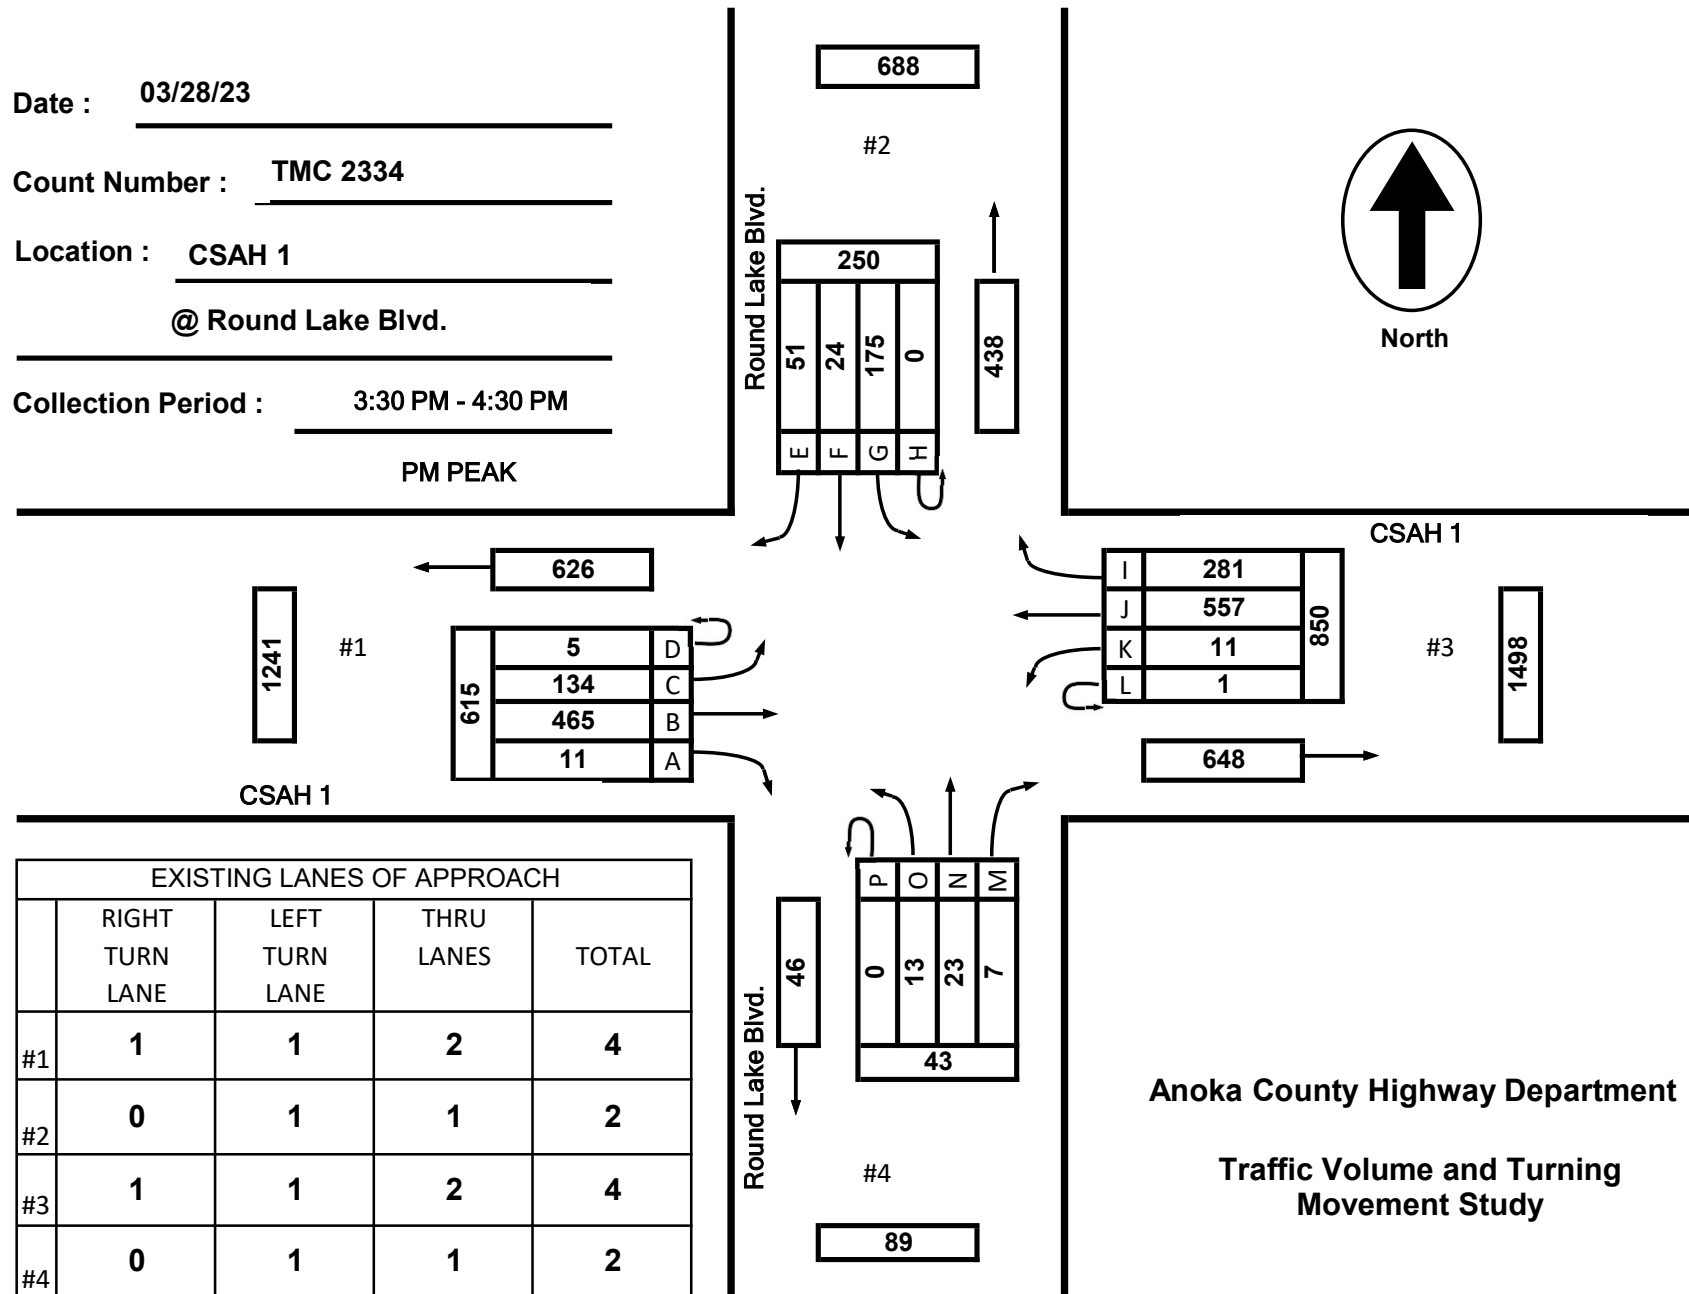 Date : 03/28/23
Count Number : TMC 2334
Location : CSAH 1
@ Round Lake Blvd.
Collection Period : 3:30 PM - 4:30 PM
PM PEAK
688
#2
Round Lake Blvd.
250
51 24 175 0
E F G H
438
North
CSAH 1
626
1241
#1
615
5 D
134 C
465 B
11 A
CSAH 1
I 281
J 557
K 11
L 1
850
#3
1498
648
P O N M
0 13 23 7
43
46
Round Lake Blvd.
#4
89
EXISTING LANES OF APPROACH
RIGHT LEFT THRU
TURN TURN LANES TOTAL
LANE LANE
#1 1 1 2 4
#2 0 1 1 2
#3 1 1 2 4
#4 0 1 1 2
Anoka County Highway Department
Traffic Volume and Turning
Movement Study